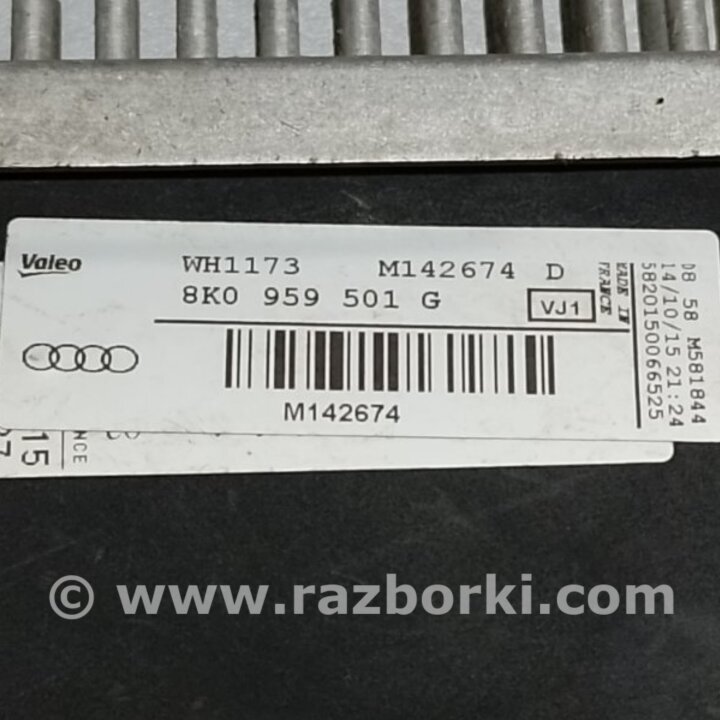 Valeo
WH1173 M142674 D
8K0 959 501 G
VJ1
M142674
MADE IN
FRANCE
5820150066525
14/10/15 21:24
08 58 M581844
15
NCE
© www.razborki.com